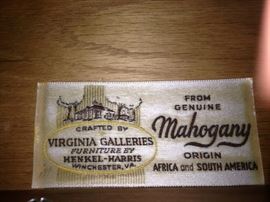 CRAFTED BY
VIRGINIA GALLERIES
FURNITURE BY
HENKEL-HARRIS
WINCHESTER, VA.
FROM
GENUINE
Mahogany
ORIGIN
AFRICA and SOUTH AMERICA